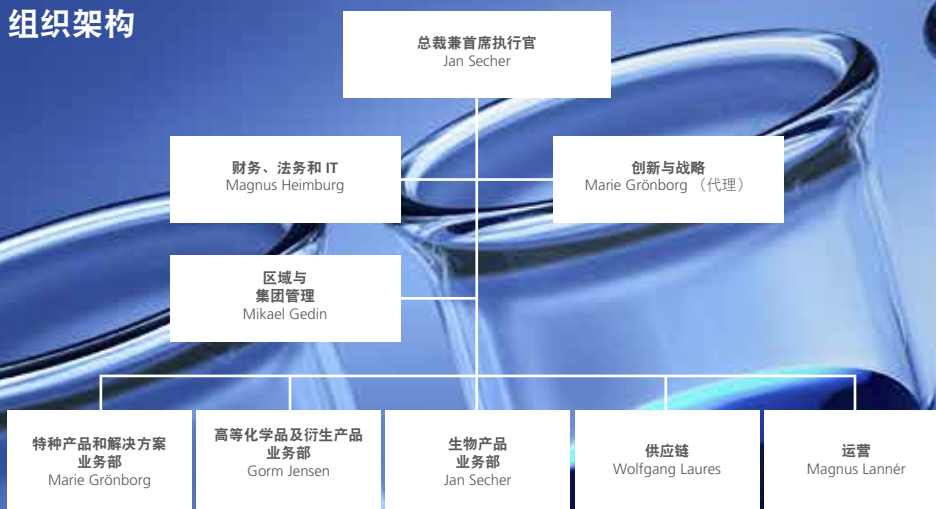 组织架构
总裁兼首席执行官
Jan Secher
财务、法务和 IT
Magnus Heimburg
创新与战略
Marie Grönborg （代理）
区域与
集团管理
Mikael Gedin
特种产品和解决方案
业务部
Marie Grönborg
高等化学品及衍生产品
业务部
Gorm Jensen
生物产品
业务部
Jan Secher
供应链
Wolfgang Laures
运营
Magnus Lannér